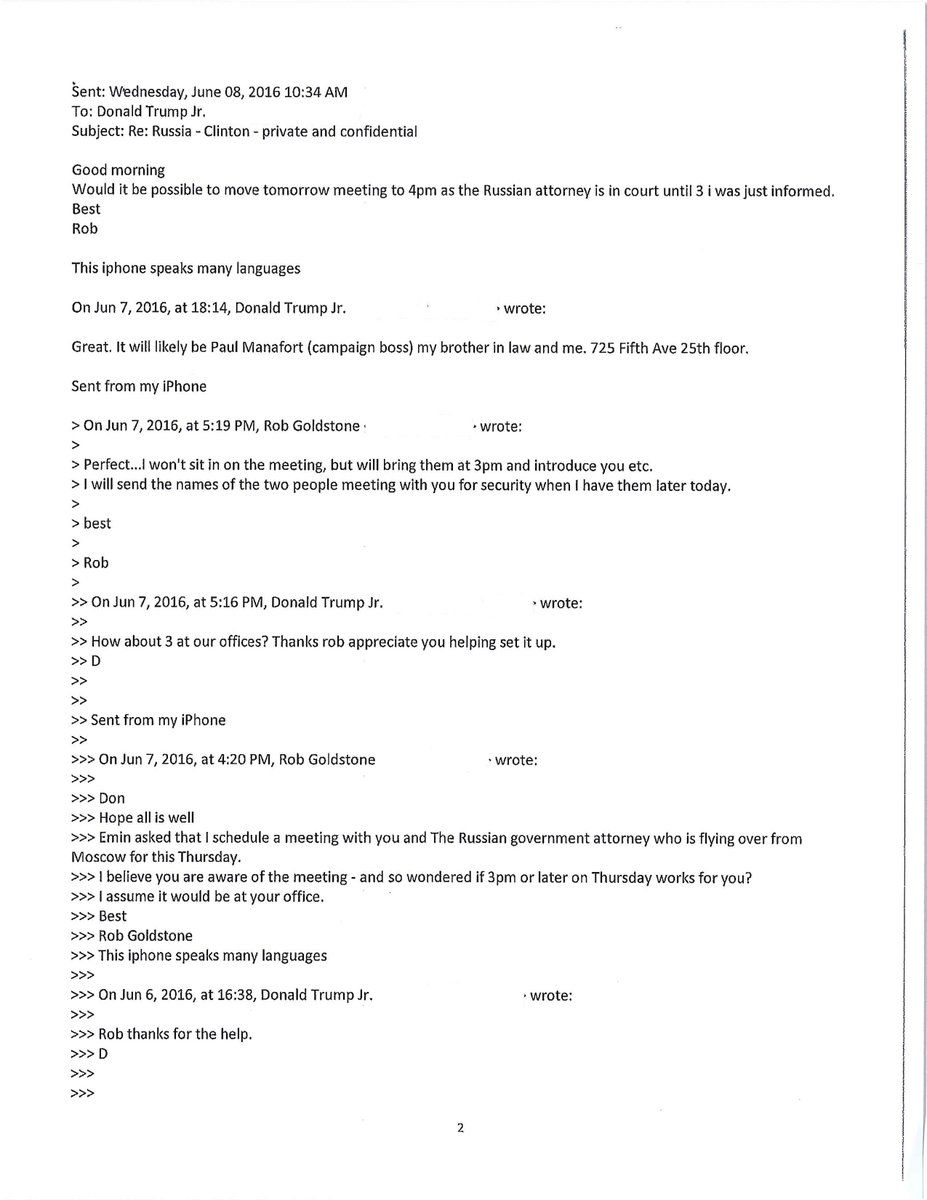 Sent: Wednesday, June 08, 2016 10:34 AM
To: Donald Trump Jr.
Subject: Re: Russia - Clinton - private and confidential
Good morning
Would it be possible to move tomorrow meeting to 4pm as the Russian attorney is in court until 3 i was just informed.
Best
Rob
This iphone speaks many languages
On Jun 7, 2016, at 18:14, Donald Trump Jr. wrote:
Great. It will likely be Paul Manafort (campaign boss) my brother in law and me. 725 Fifth Ave 25th floor.
Sent from my iPhone
> On Jun 7, 2016, at 5:19 PM, Rob Goldstone wrote:
>
> Perfect...I won't sit in on the meeting, but will bring them at 3pm and introduce you etc.
> I will send the names of the two people meeting with you for security when I have them later today.
>
> best
>
> Rob
>
>> On Jun 7, 2016, at 5:16 PM, Donald Trump Jr. wrote:
>>
>> How about 3 at our offices? Thanks rob appreciate you helping set it up.
>> D
>>
>>
>> Sent from my iPhone
>>
>>> On Jun 7, 2016, at 4:20 PM, Rob Goldstone wrote:
>>>
>>> Don
>>> Hope all is well
>>> Emin asked that I schedule a meeting with you and The Russian government attorney who is flying over from
Moscow for this Thursday.
>>> I believe you are aware of the meeting - and so wondered if 3pm or later on Thursday works for you?
>>> I assume it would be at your office.
>>> Best
>>> Rob Goldstone
>>> This iphone speaks many languages
>>>
>>> On Jun 6, 2016, at 16:38, Donald Trump Jr. wrote:
>>>
>>> Rob thanks for the help.
>>> D
>>>
>>>
2